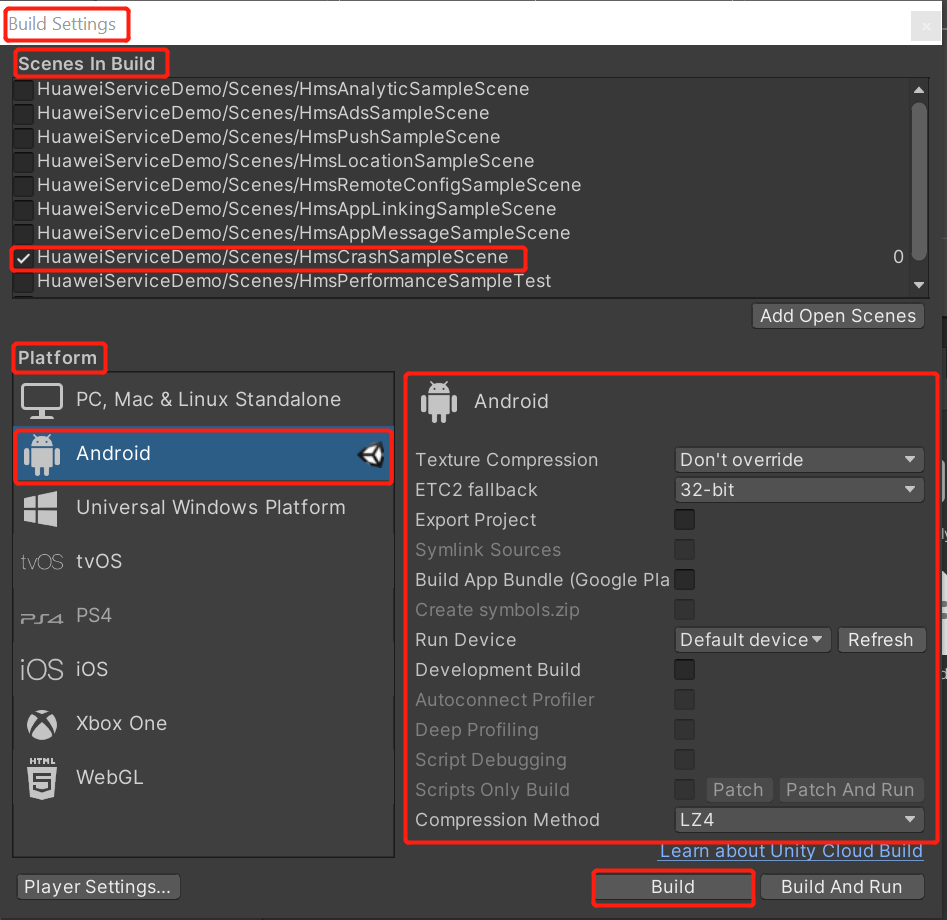 Build Settings
Scenes In Build
HuaweiServiceDemo/Scenes/HmsAnalyticSampleScene
HuaweiServiceDemo/Scenes/HmsAdsSampleScene
HuaweiServiceDemo/Scenes/HmsPushSampleScene
HuaweiServiceDemo/Scenes/HmsLocationSampleScene
HuaweiServiceDemo/Scenes/HmsRemoteConfigSampleScene
HuaweiServiceDemo/Scenes/HmsAppLinkingSampleScene
HuaweiServiceDemo/Scenes/HmsAppMessageSampleScene
HuaweiServiceDemo/Scenes/HmsCrashSampleScene 0
HuaweiServiceDemo/Scenes/HmsPerformanceSampleTest
Add Open Scenes
Platform
PC, Mac & Linux Standalone
Android
Universal Windows Platform
tvOS tvOS
PS4 PS4
iOS iOS
Xbox One
HTML
5 WebGL
Android
Texture Compression Don't override
ETC2 fallback 32-bit
Export Project
Symlink Sources
Build App Bundle (Google Pla
Create symbols.zip
Run Device Default device Refresh
Development Build
Autoconnect Profiler
Deep Profiling
Script Debugging
Scripts Only Build Patch Patch And Run
Compression Method LZ4
Learn about Unity Cloud Build
Player Settings... Build Build And Run